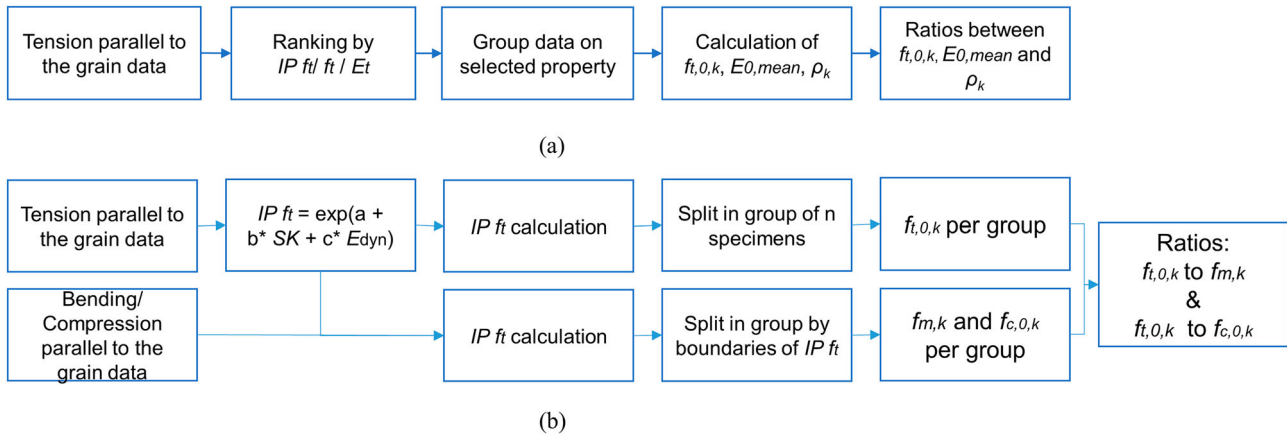 Tension parallel to
the grain data
Ranking by
IP ft/ ft / Et
Group data on
selected property
Calculation of
ft,0,k, E0,mean, ρk
Ratios between
ft,0,k, E0,mean and
ρk
(a)
Tension parallel to
the grain data
IP ft = exp(a +
b* SK + c* Edyn)
IP ft calculation
Split in group of n
specimens
ft,0,k per group
Bending/
Compression
parallel to the
grain data
IP ft calculation
Split in group by
boundaries of IP ft
fm,k and fc,0,k
per group
Ratios:
ft,0,k to fm,k
&
ft,0,k to fc,0,k
(b)